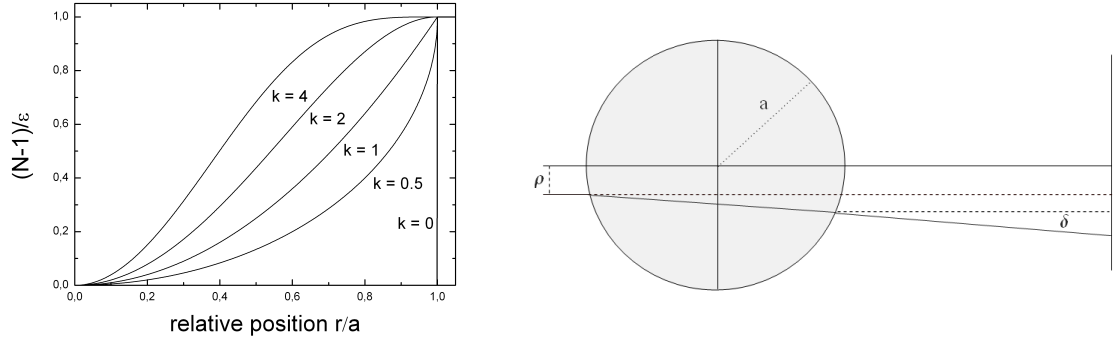 1,0
0,8
0,6
0,4
0,2
0,0
(N-1)/ε
k = 4
k = 2
k = 1
k = 0.5
k = 0
0,0 0,2 0,4 0,6 0,8 1,0
relative position r/a
a
ρ
δ